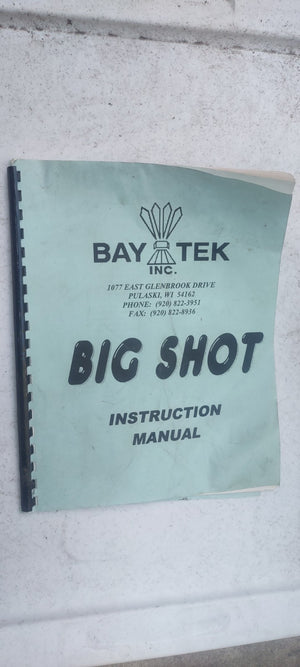 BAY TEK
INC.
1077 EAST GLENBROOK DRIVE
PULASKI, WI 54162
PHONE: (920) 822-3951
FAX: (920) 822-8936
BIG SHOT
INSTRUCTION
MANUAL